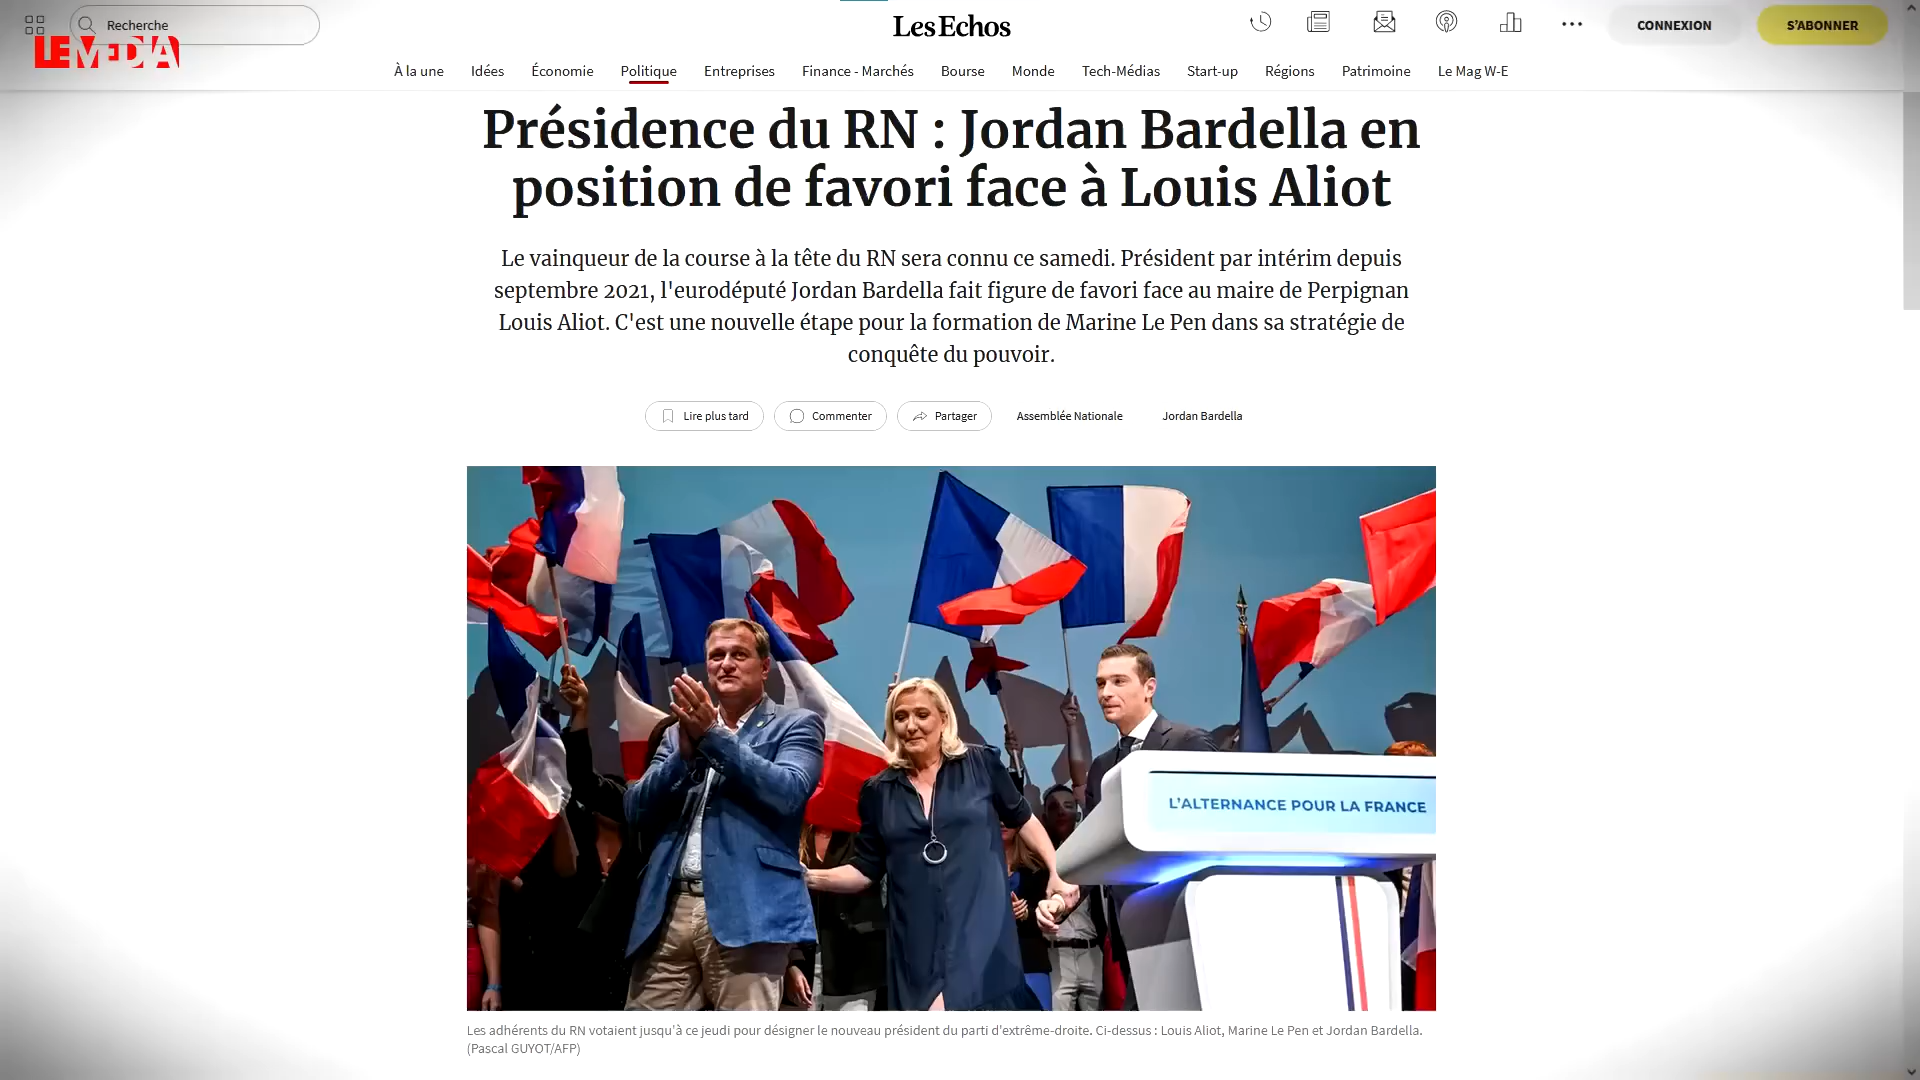 Recherche
LE MEDIA
Les Echos
CONNEXION
S'ABONNER
À la une
Idées
Économie
Politique
Entreprises
Finance - Marchés
Bourse
Monde
Tech-Médias
Start-up
Régions
Patrimoine
Le Mag W-E
Présidence du RN : Jordan Bardella en
position de favori face à Louis Aliot
Le vainqueur de la course à la tête du RN sera connu ce samedi. Président par intérim depuis
septembre 2021, l'eurodéputé Jordan Bardella fait figure de favori face au maire de Perpignan
Louis Aliot. C'est une nouvelle étape pour la formation de Marine Le Pen dans sa stratégie de
conquête du pouvoir.
Lire plus tard
Commenter
Partager
Assemblée Nationale
Jordan Bardella
L'ALTERNANCE POUR LA FRANCE
Les adhérents du RN votaient jusqu'à ce jeudi pour désigner le nouveau président du parti d'extrême-droite. Ci-dessus : Louis Aliot, Marine Le Pen et Jordan Bardella.
(Pascal GUYOT/AFP)